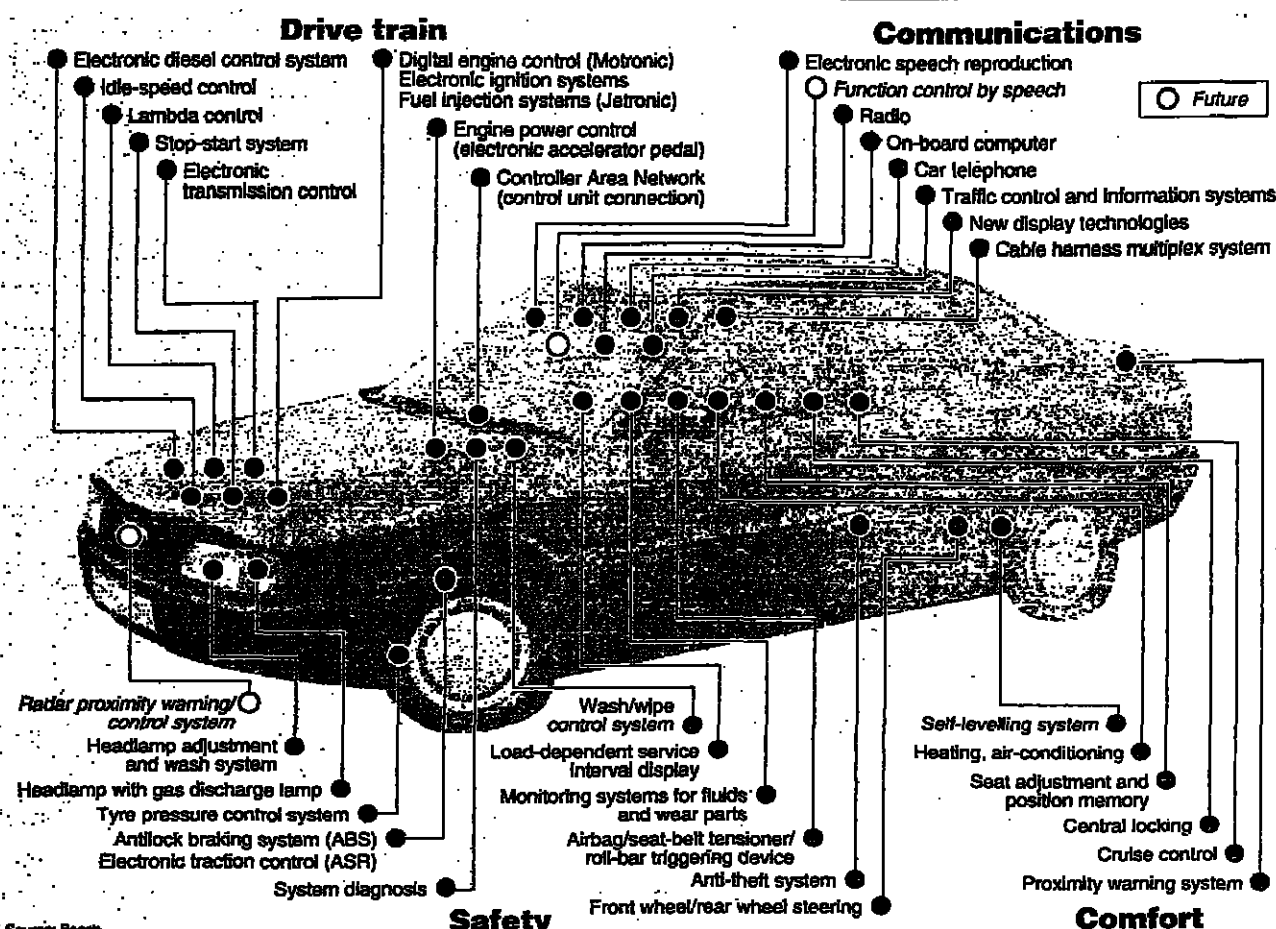 Drive train
Electronic diesel control system
Idle-speed control
Lambda control
Stop-start system
Electronic
transmission control
Digital engine control (Motronic)
Electronic ignition systems
Fuel injection systems (Jetronic)
Engine power control
(electronic accelerator pedal)
Controller Area Network
(control unit connection)
Communications
Electronic speech reproduction
Function control by speech
Radio
On-board computer
Car telephone
Traffic control and information systems
New display technologies
Cable harness multiplex system
Future
Radar proximity warning/
control system
Headlamp adjustment
and wash system
Headlamp with gas discharge lamp
Tyre pressure control system
Antilock braking system (ABS)
Electronic traction control (ASR)
System diagnosis
Wash/wipe
control system
Load-dependent service
interval display
Monitoring systems for fluids
and wear parts
Airbag/seat-belt tensioner/
roll-bar triggering device
Anti-theft system
Front wheel/rear wheel steering
Safety
Self-levelling system
Heating, air-conditioning
Seat adjustment and
position memory
Central locking
Cruise control
Proximity warning system
Comfort